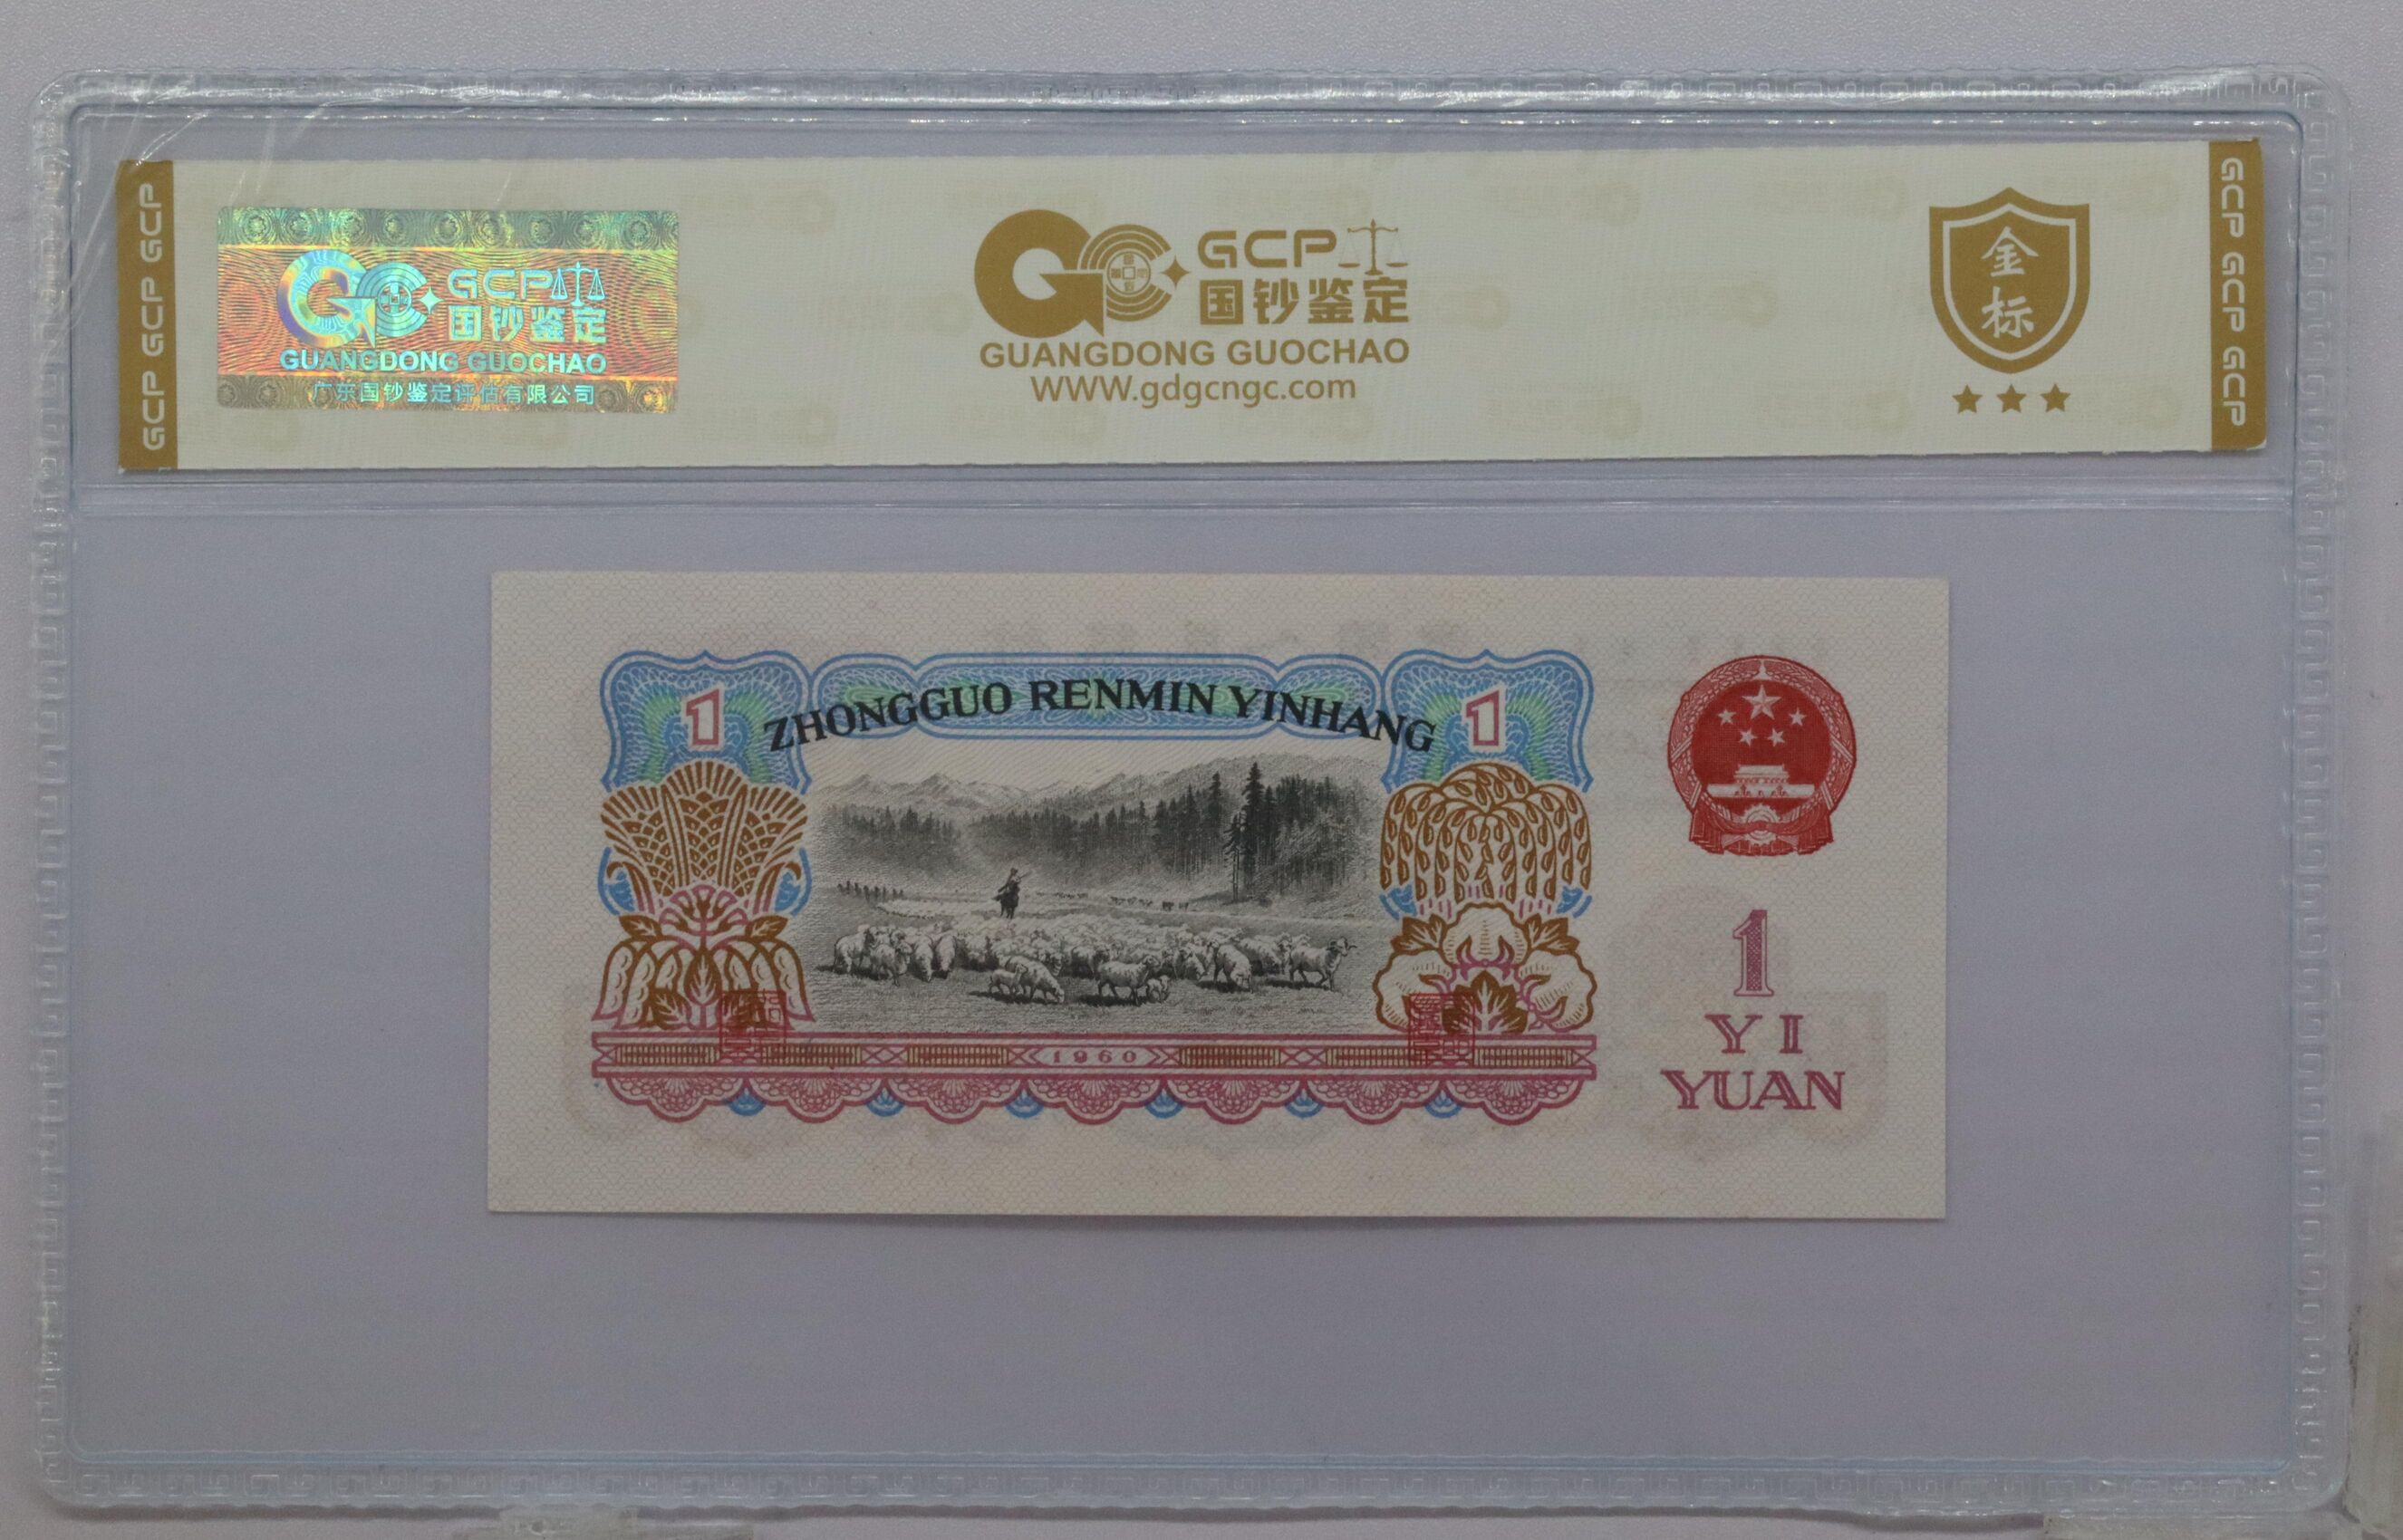 GCP GCP GCP
GCP
国钞鉴定
GUANGDONG GUOCHAO
广东国钞鉴定评估有限公司
GCP
国钞鉴定
GUANGDONG GUOCHAO
WWW.gdgcngc.com
金
标
GCP GCP GCP
1
ZHONGGUO RENMIN YINHANG
1
1960
1
YI
YUAN